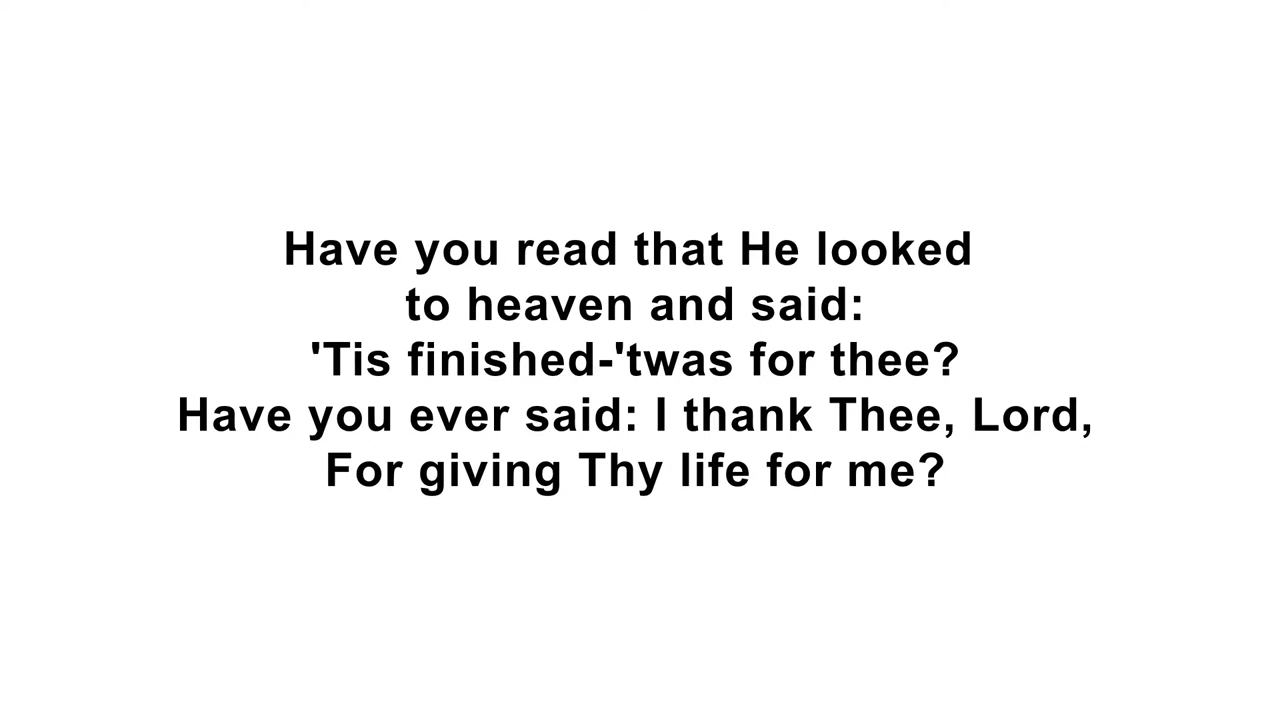 Have you read that He looked
to heaven and said:
'Tis finished-'twas for thee?
Have you ever said: I thank Thee, Lord,
For giving Thy life for me?